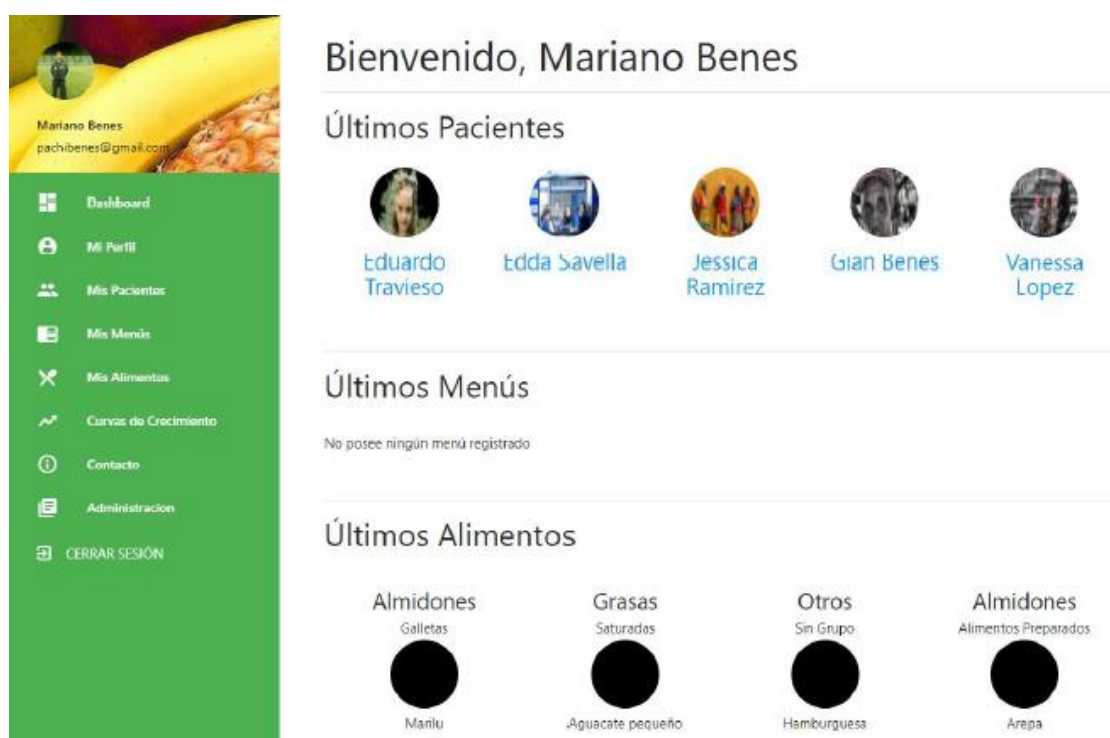 Mariano Benes
pachibenes@gmail.com
Dashboard
Mi Perfil
Mis Pacientes
Mis Menús
Mis Alimentos
Curvas de Crecimiento
Contacto
Administracion
CERRAR SESIÓN
Bienvenido, Mariano Benes
Últimos Pacientes
Eduardo
Travieso
Edda Savella
Jessica
Ramirez
Gian Benes
Vanessa
Lopez
Últimos Menús
No posee ningún menú registrado
Últimos Alimentos
Almidones
Galletas
Marilu
Grasas
Saturadas
Aguacate pequeño
Otros
Sin Grupo
Hamburguesa
Almidones
Alimentos Preparados
Arepa